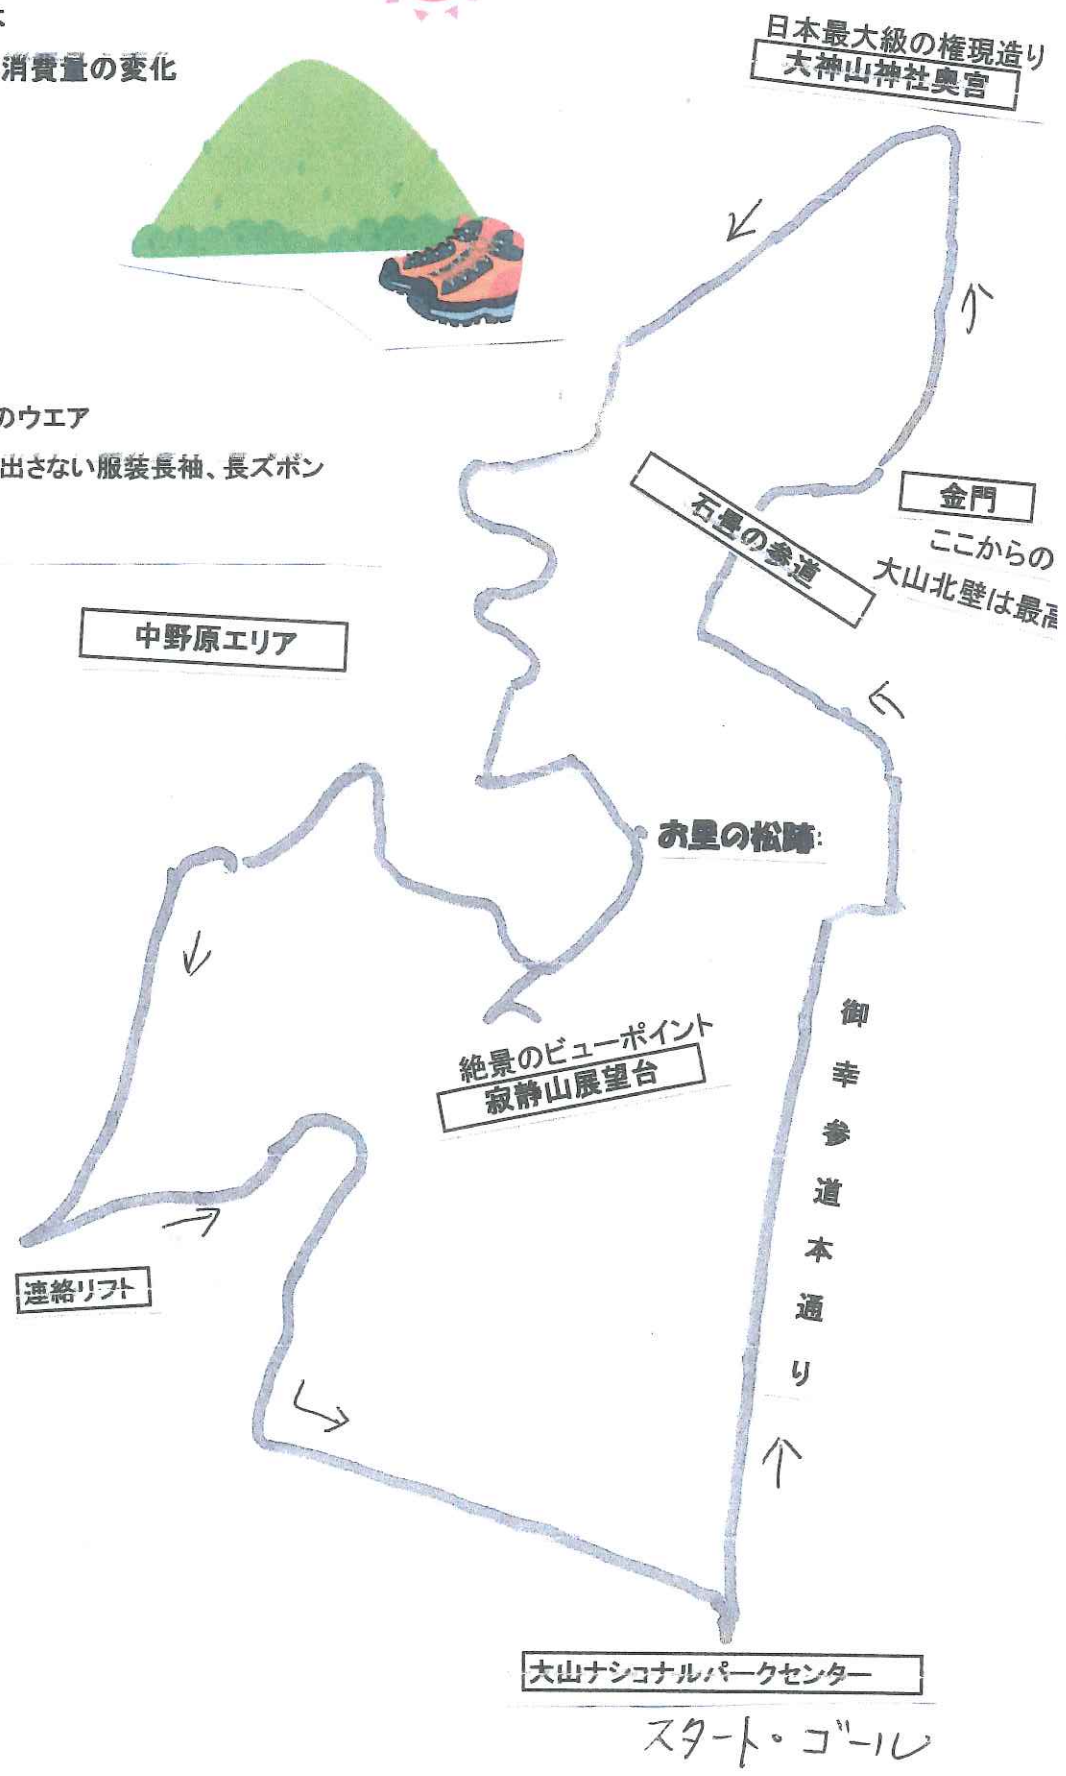 消費量の変化
日本最大級の権現造り
大神山神社奥宮
のウエア
出さない服装長袖、長ズボン
石畳の参道
金門
ここからの
大山北壁は最高
中野原エリア
お里の松跡
御幸参道本通り
絶景のビューポイント
寂静山展望台
連絡リフト
大山ナショナルパークセンター
スタート・ゴール